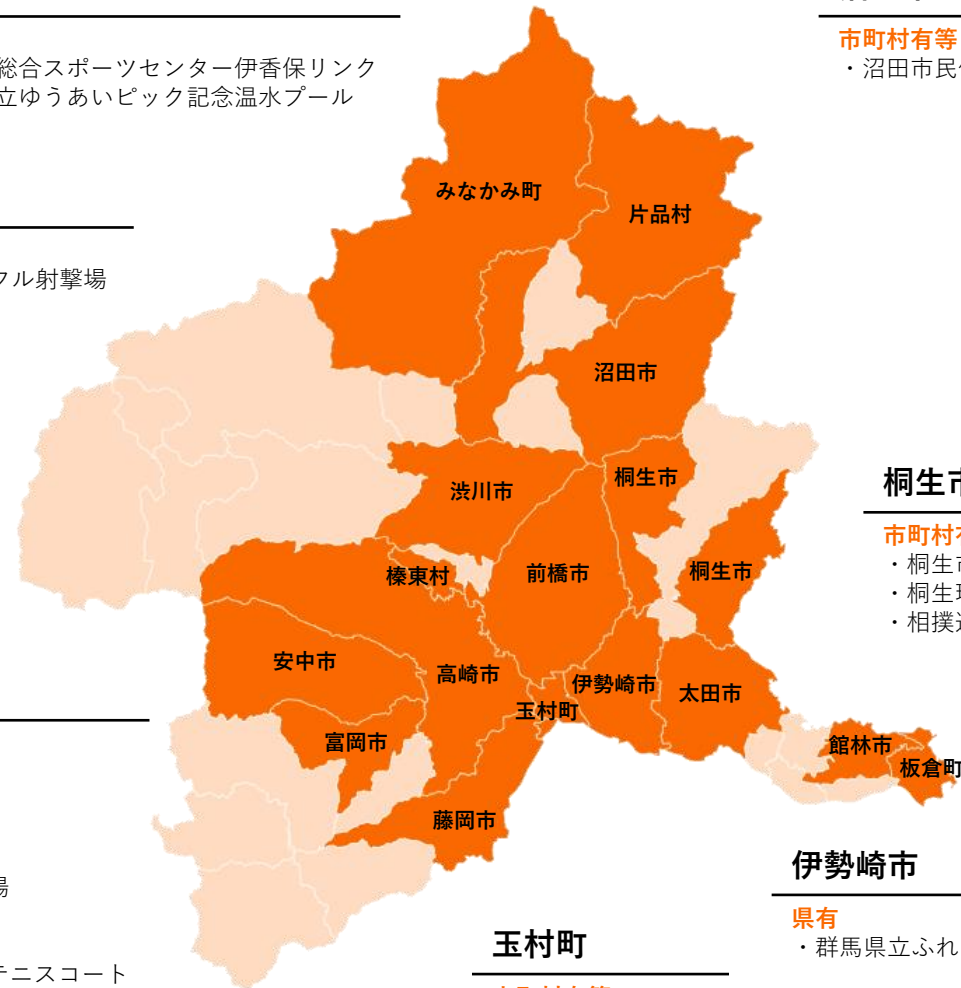 総合スポーツセンター伊香保リンク
立ゆうあいピック記念温水プール
市町村有等
・沼田市民
フル射撃場
みなかみ町
片品村
沼田市
渋川市
桐生市
榛東村
前橋市
桐生市
安中市
高崎市
伊勢崎市
太田市
玉村町
富岡市
館林市
板倉町
藤岡市
桐生市
市町村
・桐生市
・桐生
・相撲
場
テニスコート
伊勢崎市
県有
・群馬県立ふれ
玉村町